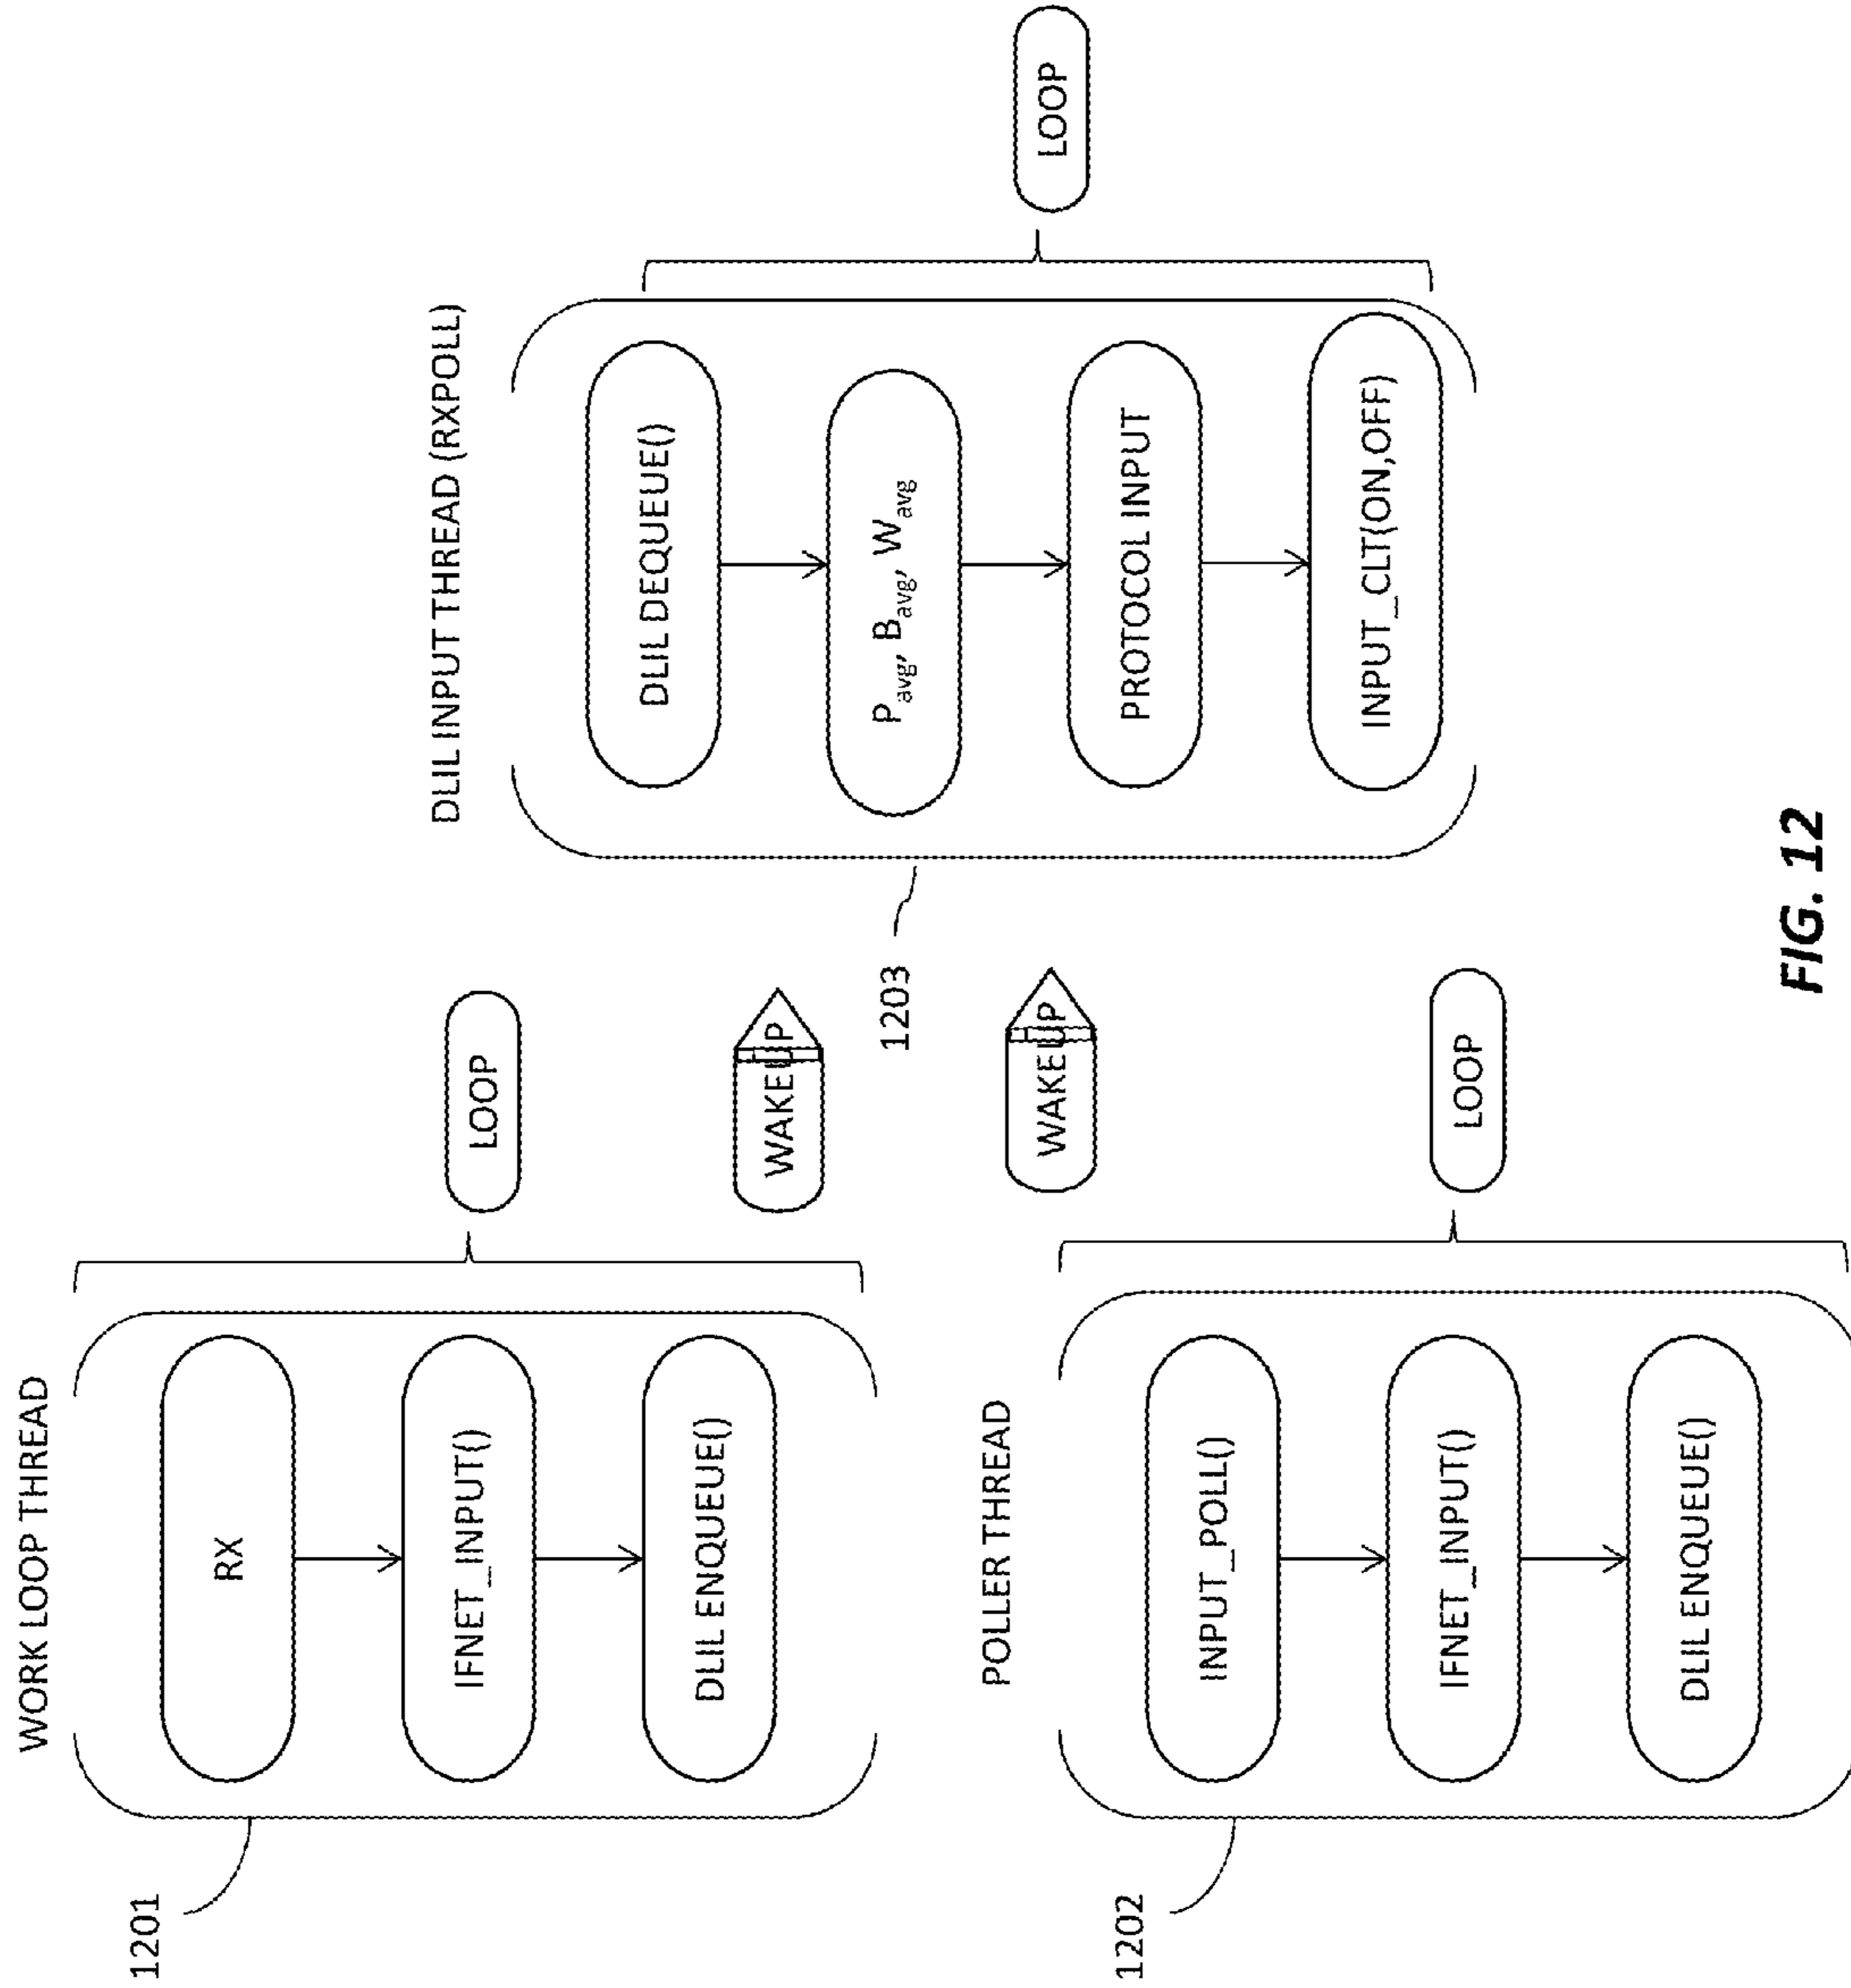 WORK LOOP THREAD
1201
RX
IFNET_INPUT()
DLIL ENQUEUE()
LOOP
WAKEUP
POLLER THREAD
1202
INPUT_POLL()
IFNET_INPUT()
DLIL ENQUEUE()
LOOP
WAKEUP
DLIL INPUT THREAD (RXPOLL)
1203
DLIL DEQUEUE()
Pavg, Bavg, Wavg
PROTOCOL INPUT
INPUT_CLT(ON,OFF)
LOOP
FIG. 12